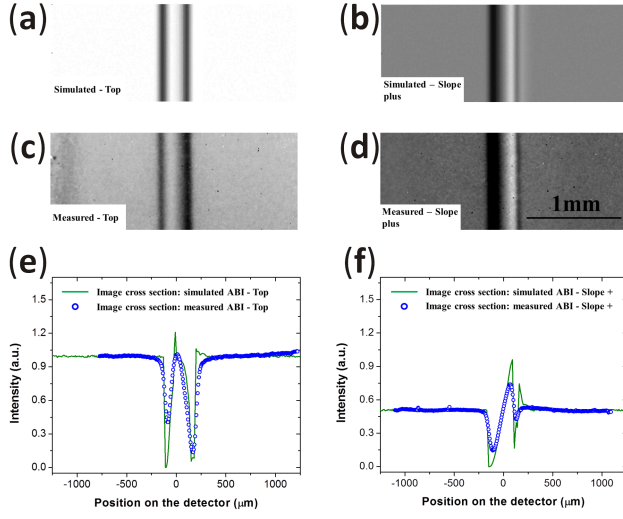 (a)
(b)
Simulated - Top
Simulated – Slope
plus
(c)
(d)
Measured - Top
Measured – Slope
plus
1mm
(e)
(f)
Image cross section: simulated ABI - Top
Image cross section: measured ABI - Top
Image cross section: simulated ABI - Slope +
Image cross section: measured ABI - Slope +
Intensity (a.u.)
1.5
1.2
0.9
0.6
0.3
0.0
-1000 -500 0 500 1000
Position on the detector (μm)
Intensity (a.u.)
1.5
1.2
0.9
0.6
0.3
0.0
-1000 -500 0 500 1000
Position on the detector (μm)